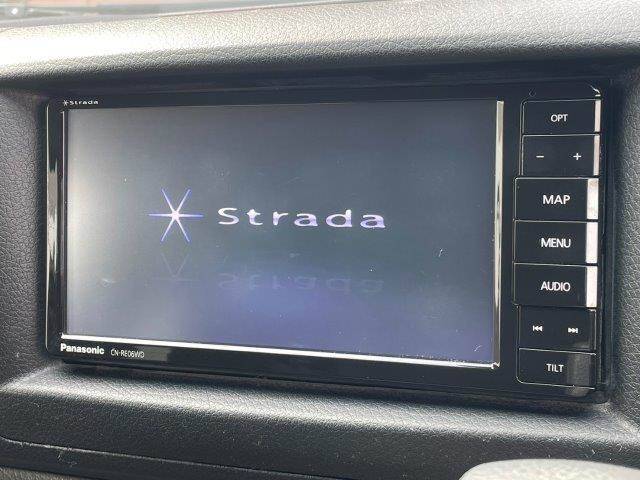 Strada
OPT
- +
MAP
MENU
AUDIO
TILT
Strada
Panasonic CN-RE06WD